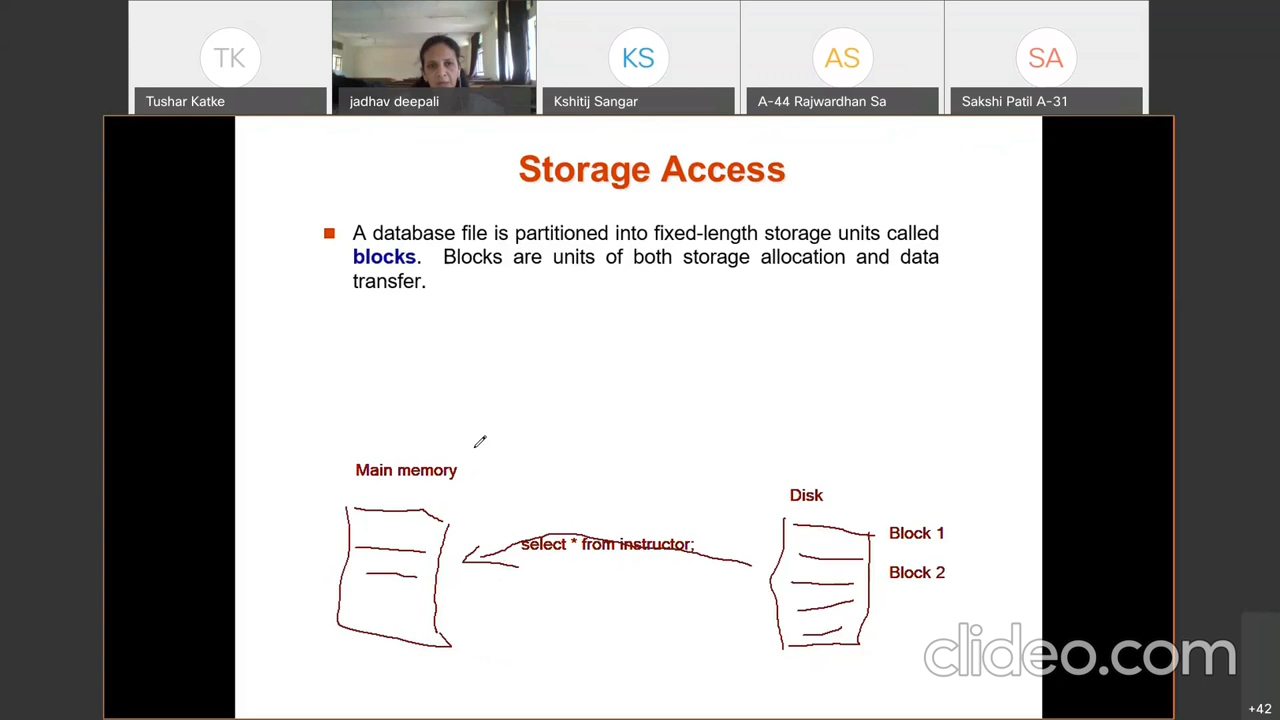 TK
KS
AS
SA
Tushar Katke
jadhav deepali
Kshitij Sangar
A-44 Rajwardhan Sa
Sakshi Patil A-31
Storage Access
A database file is partitioned into fixed-length storage units called
blocks. Blocks are units of both storage allocation and data
transfer.
Main memory
Disk
select * from instructor;
Block 1
Block 2
clideo.com
+42